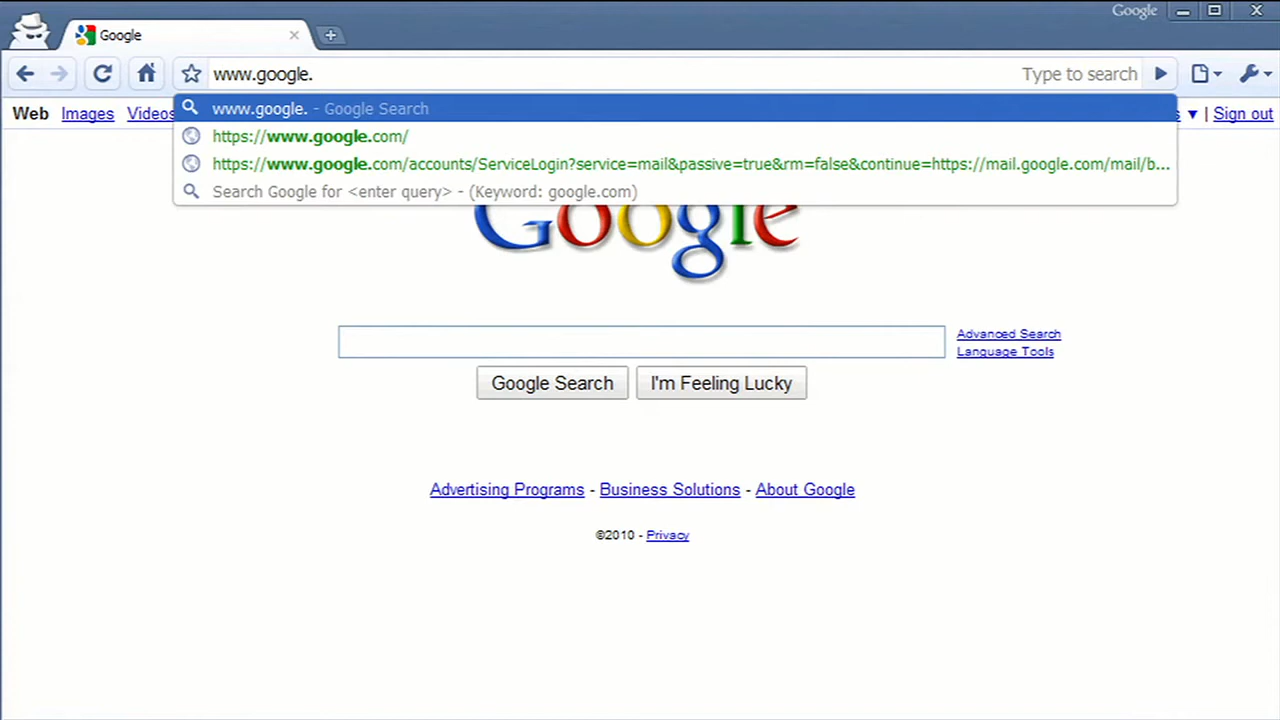 Google
Google
www.google.
Type to search
www.google. - Google Search
https://www.google.com/
https://www.google.com/accounts/ServiceLogin?service=mail&passive=true&rm=false&continue=https://mail.google.com/mail/b...
Search Google for <enter query> - (Keyword: google.com)
Web Images Videos | Sign out
Google
Advanced Search
Language Tools
Google Search I'm Feeling Lucky
Advertising Programs - Business Solutions - About Google
©2010 - Privacy